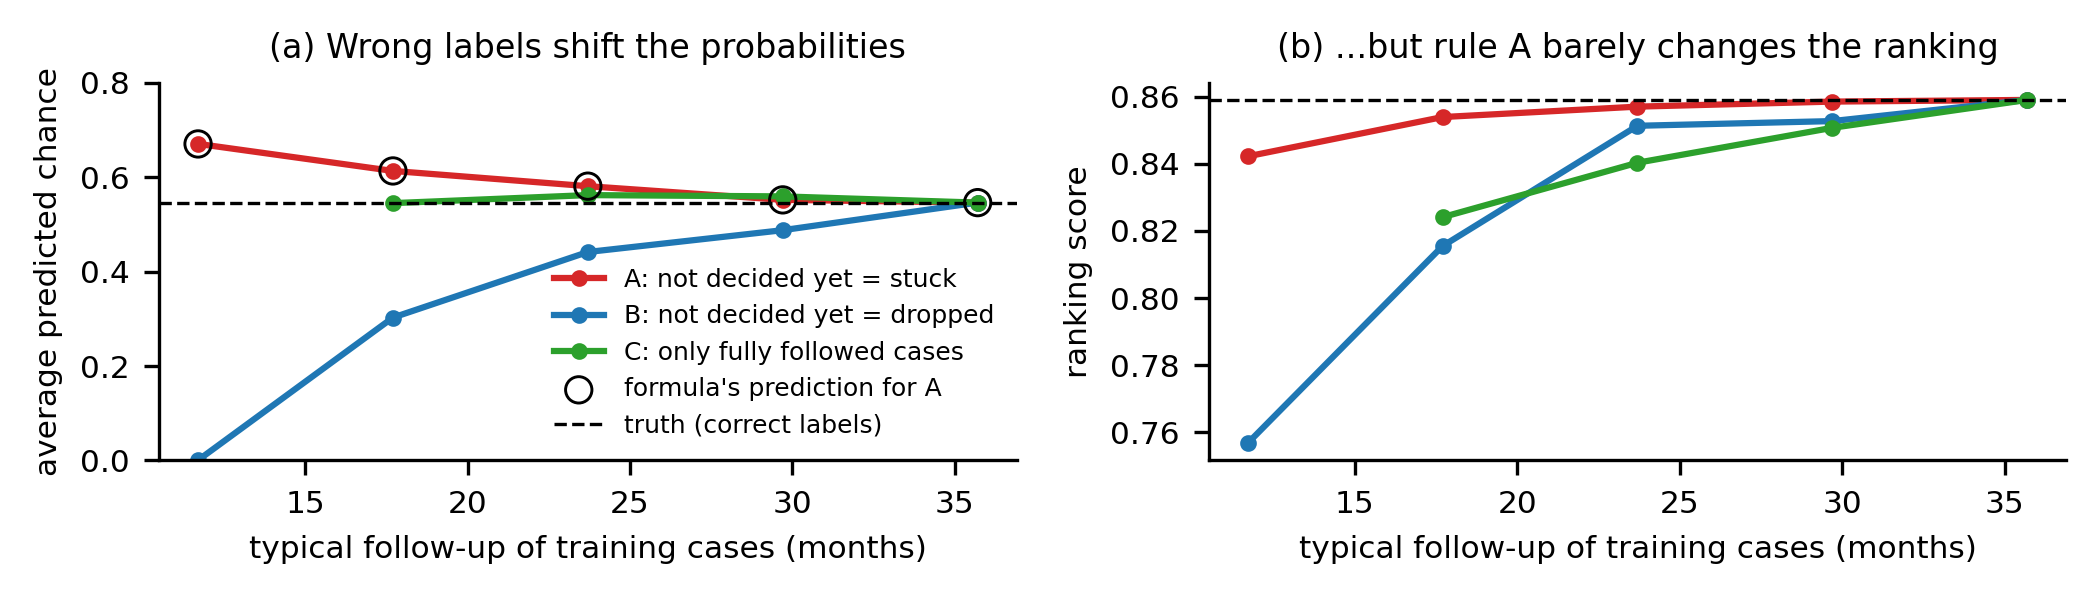 (a) Wrong labels shift the probabilities
average predicted chance
0.8
0.6
0.4
0.2
0.0
A: not decided yet = stuck
B: not decided yet = dropped
C: only fully followed cases
formula's prediction for A
truth (correct labels)
15 20 25 30 35
typical follow-up of training cases (months)
(b) ...but rule A barely changes the ranking
ranking score
0.86
0.84
0.82
0.80
0.78
0.76
15 20 25 30 35
typical follow-up of training cases (months)